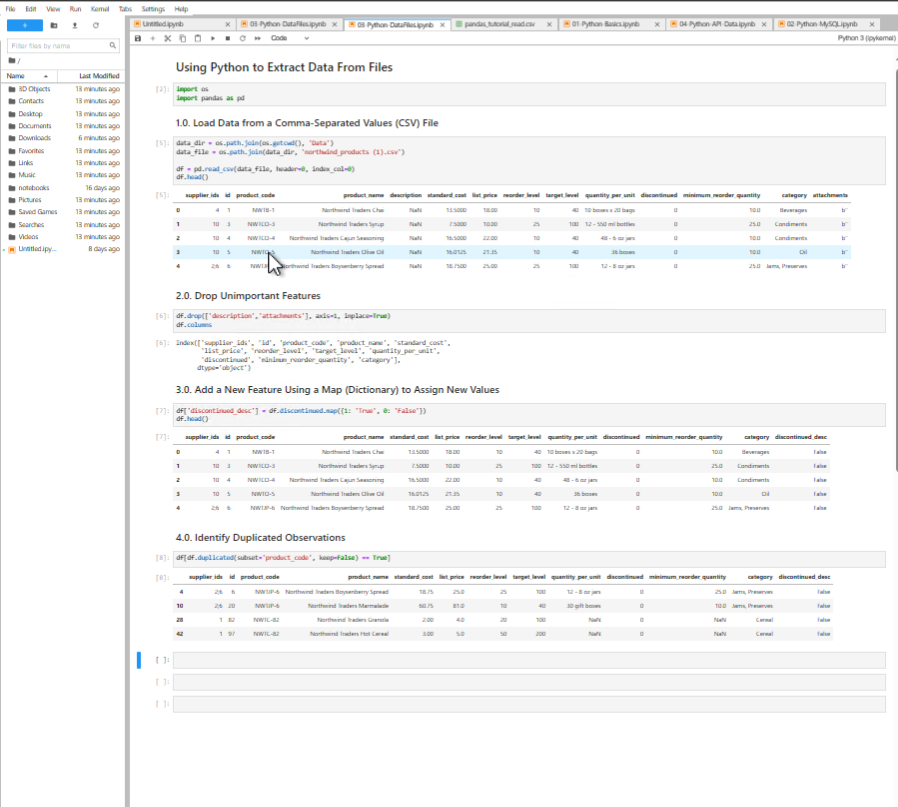 File Edit View Run Kernel Tabs Settings Help
Untitled.ipynb 03-Python-DataFiles.ipynb 03-Python-DataFiles.ipynb pandas_tutorial_read.csv 01-Python-Basics.ipynb 04-Python-API-Data.ipynb 02-Python-MySQL.ipynb
Code Python 3 (ipykernel)
Filter files by name
/
Name Last Modified
3D Objects 13 minutes ago
Contacts 13 minutes ago
Desktop 13 minutes ago
Documents 13 minutes ago
Downloads 6 minutes ago
Favorites 13 minutes ago
Links 13 minutes ago
Music 13 minutes ago
notebooks 16 days ago
Pictures 13 minutes ago
Saved Games 13 minutes ago
Searches 13 minutes ago
Videos 13 minutes ago
Untitled.ipy... 8 days ago
Using Python to Extract Data From Files
[2]: import os
import pandas as pd
1.0. Load Data from a Comma-Separated Values (CSV) File
[5]: data_dir = os.path.join(os.getcwd(), 'Data')
data_file = os.path.join(data_dir, 'northwind_products (1).csv')
df = pd.read_csv(data_file, header=0, index_col=0)
df.head()
[5]: supplier_ids id product_code product_name description standard_cost list_price reorder_level target_level quantity_per_unit discontinued minimum_reorder_quantity category attachments
0 4 1 NWTB-1 Northwind Traders Chai NaN 13.5000 18.00 10 40 10 boxes x 20 bags 0 10.0 Beverages b''
1 10 3 NWTCO-3 Northwind Traders Syrup NaN 7.5000 10.00 25 100 12 - 550 ml bottles 0 25.0 Condiments b''
2 10 4 NWTCO-4 Northwind Traders Cajun Seasoning NaN 16.5000 22.00 10 40 48 - 6 oz jars 0 10.0 Condiments b''
3 10 5 Northwind Traders Olive Oil NaN 16.0125 21.35 10 40 36 boxes 0 10.0 Oil b''
4 2;6 6 Northwind Traders Boysenberry Spread NaN 18.7500 25.00 25 100 12 - 8 oz jars 0 25.0 Jams, Preserves b''
2.0. Drop Unimportant Features
[6]: df.drop(['description','attachments'], axis=1, inplace=True)
df.columns
[6]: Index(['supplier_ids', 'id', 'product_code', 'product_name', 'standard_cost',
'list_price', 'reorder_level', 'target_level', 'quantity_per_unit',
'discontinued', 'minimum_reorder_quantity', 'category'],
dtype='object')
3.0. Add a New Feature Using a Map (Dictionary) to Assign New Values
[7]: df['discontinued_desc'] = df.discontinued.map({1: 'True', 0: 'False'})
df.head()
[7]: supplier_ids id product_code product_name standard_cost list_price reorder_level target_level quantity_per_unit discontinued minimum_reorder_quantity category discontinued_desc
0 4 1 NWTB-1 Northwind Traders Chai 13.5000 18.00 10 40 10 boxes x 20 bags 0 10.0 Beverages False
1 10 3 NWTCO-3 Northwind Traders Syrup 7.5000 10.00 25 100 12 - 550 ml bottles 0 25.0 Condiments False
2 10 4 NWTCO-4 Northwind Traders Cajun Seasoning 16.5000 22.00 10 40 48 - 6 oz jars 0 10.0 Condiments False
3 10 5 NWTO-5 Northwind Traders Olive Oil 16.0125 21.35 10 40 36 boxes 0 10.0 Oil False
4 2;6 6 NWTJP-6 Northwind Traders Boysenberry Spread 18.7500 25.00 25 100 12 - 8 oz jars 0 25.0 Jams, Preserves False
4.0. Identify Duplicated Observations
[8]: df[df.duplicated(subset='product_code', keep=False) == True]
[8]: supplier_ids id product_code product_name standard_cost list_price reorder_level target_level quantity_per_unit discontinued minimum_reorder_quantity category discontinued_desc
4 2;6 6 NWTJP-6 Northwind Traders Boysenberry Spread 18.75 25.0 25 100 12 - 8 oz jars 0 25.0 Jams, Preserves False
10 2;6 20 NWTJP-6 Northwind Traders Marmalade 60.75 81.0 10 40 30 gift boxes 0 10.0 Jams, Preserves False
28 1 82 NWTC-82 Northwind Traders Granola 2.00 4.0 20 100 NaN 0 NaN Cereal False
42 1 97 NWTC-82 Northwind Traders Hot Cereal 3.00 5.0 50 200 NaN 0 NaN Cereal False
[ ]:
[ ]:
[ ]: